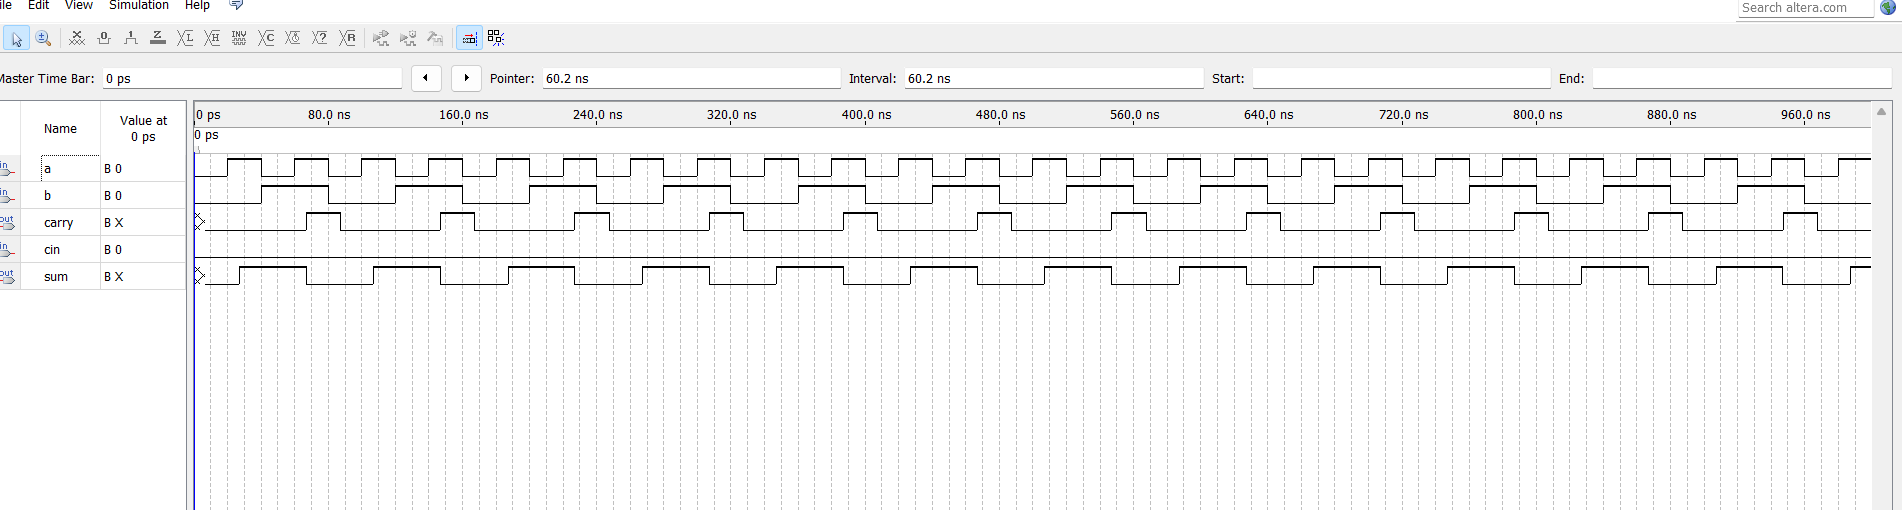 ile Edit View Simulation Help
Search altera.com
Master Time Bar: 0 ps Pointer: 60.2 ns Interval: 60.2 ns Start: End:
Name Value at 0 ps
0 ps 80.0 ns 160.0 ns 240.0 ns 320.0 ns 400.0 ns 480.0 ns 560.0 ns 640.0 ns 720.0 ns 800.0 ns 880.0 ns 960.0 ns
0 ps
in a B 0
in b B 0
out carry B X
in cin B 0
out sum B X